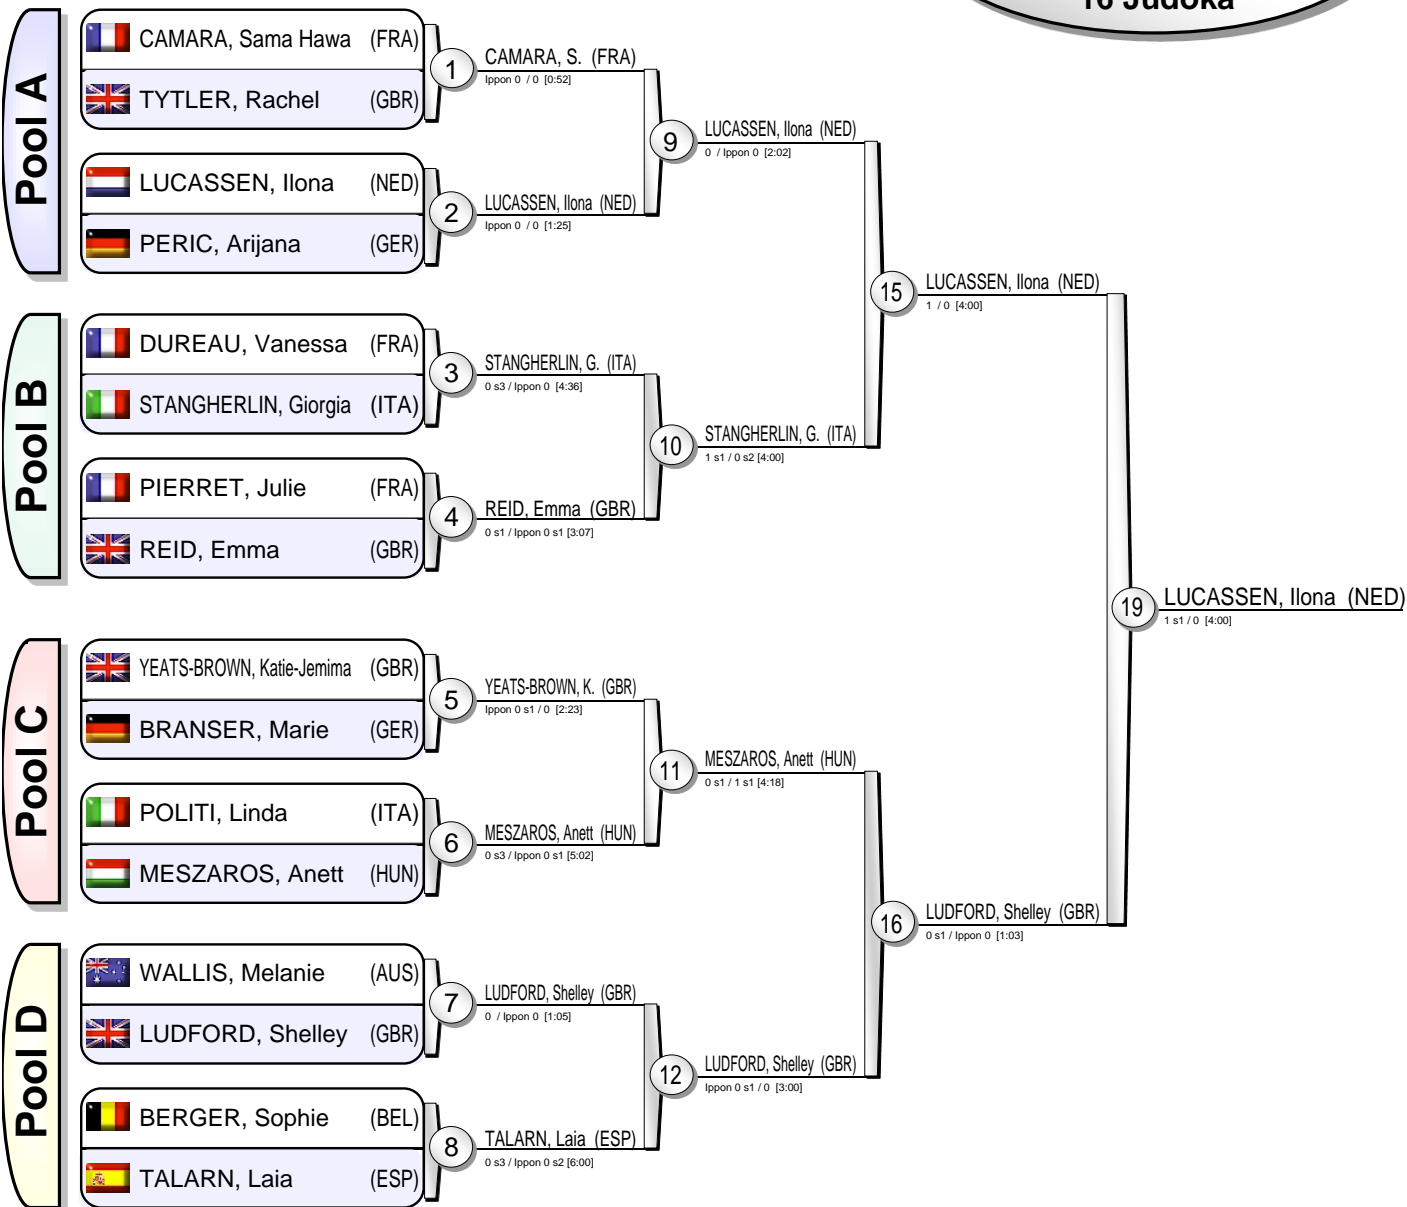 16 Judoka
Pool A
CAMARA, Sama Hawa (FRA)
TYTLER, Rachel (GBR)
LUCASSEN, Ilona (NED)
PERIC, Arijana (GER)
1
CAMARA, S. (FRA)
Ippon 0 / 0 [0:52]
2
LUCASSEN, Ilona (NED)
Ippon 0 / 0 [1:25]
9
LUCASSEN, Ilona (NED)
0 / Ippon 0 [2:02]
Pool B
DUREAU, Vanessa (FRA)
STANGHERLIN, Giorgia (ITA)
PIERRET, Julie (FRA)
REID, Emma (GBR)
3
STANGHERLIN, G. (ITA)
0 s3 / Ippon 0 [4:36]
4
REID, Emma (GBR)
0 s1 / Ippon 0 s1 [3:07]
10
STANGHERLIN, G. (ITA)
1 s1 / 0 s2 [4:00]
15
LUCASSEN, Ilona (NED)
1 / 0 [4:00]
Pool C
YEATS-BROWN, Katie-Jemima (GBR)
BRANSER, Marie (GER)
POLITI, Linda (ITA)
MESZAROS, Anett (HUN)
5
YEATS-BROWN, K. (GBR)
Ippon 0 s1 / 0 [2:23]
6
MESZAROS, Anett (HUN)
0 s3 / Ippon 0 s1 [5:02]
11
MESZAROS, Anett (HUN)
0 s1 / 1 s1 [4:18]
Pool D
WALLIS, Melanie (AUS)
LUDFORD, Shelley (GBR)
BERGER, Sophie (BEL)
TALARN, Laia (ESP)
7
LUDFORD, Shelley (GBR)
0 / Ippon 0 [1:05]
8
TALARN, Laia (ESP)
0 s3 / Ippon 0 s2 [6:00]
12
LUDFORD, Shelley (GBR)
Ippon 0 s1 / 0 [3:00]
16
LUDFORD, Shelley (GBR)
0 s1 / Ippon 0 [1:03]
19
LUCASSEN, Ilona (NED)
1 s1 / 0 [4:00]